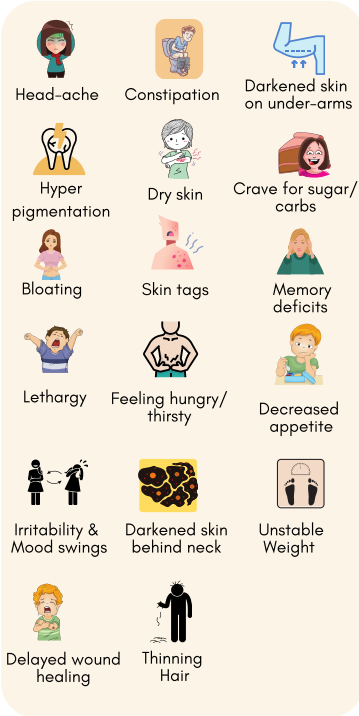 Head-ache
Constipation
Darkened skin
on under-arms
Hyper
pigmentation
Dry skin
Crave for sugar/
carbs
Bloating
Skin tags
Memory
deficits
Lethargy
Feeling hungry/
thirsty
Decreased
appetite
Irritability &
Mood swings
Darkened skin
behind neck
Unstable
Weight
Delayed wound
healing
Thinning
Hair